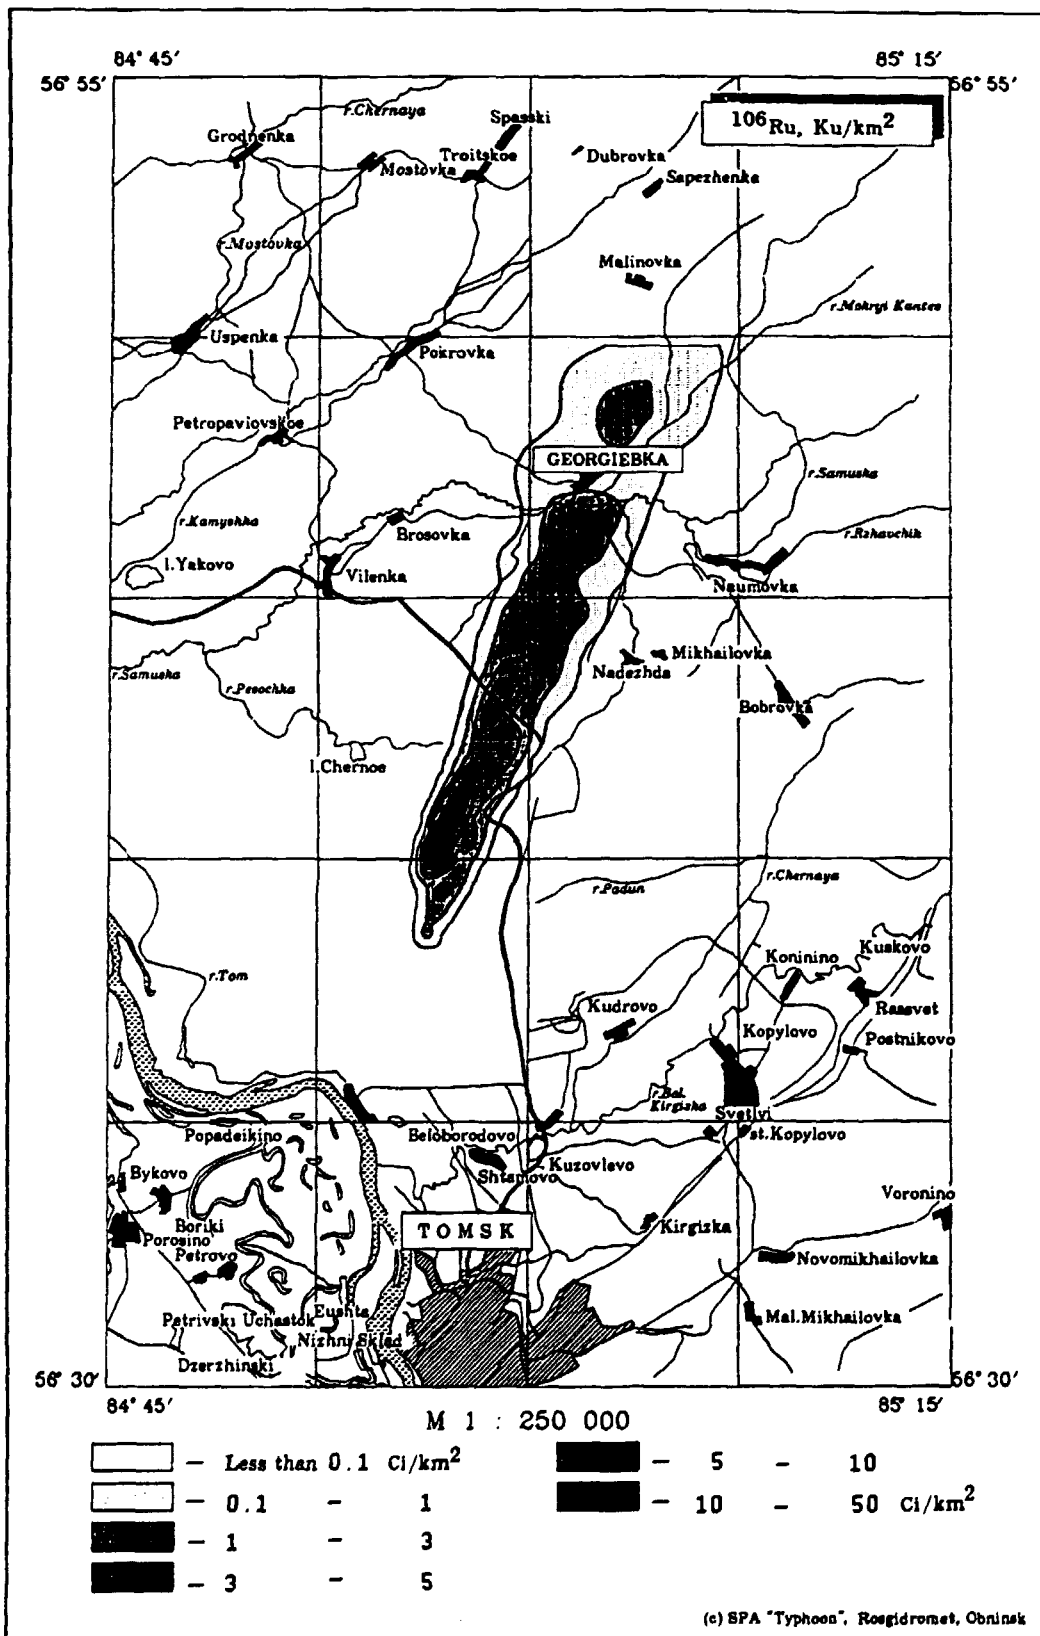 84° 45′
85° 15′
56° 55′
56° 55′
106Ru, Ku/km2
r.Chernaya
Spasski
Grodnenka
Troitskoe
Mostovka
Dubrovka
Sapezhenka
r.Mostovka
Malinovka
r.Mokryi Kantes
Uspenka
Pokrovka
Petropavlovskoe
GEORGIEBKA
r.Samuska
r.Kamyshka
Brosovka
r.Rzhavchik
l.Yakovo
Vilenka
Naumovka
r.Samuska
r.Pesochka
Mikhailovka
Nadezhda
Bobrovka
l.Chernoe
r.Padun
r.Chernaya
r.Tom
Koninino
Kuskovo
Kudrovo
Rassvet
Kopylovo
Postnikovo
r.Bal.
Kirgizka
Svetlyi
Popadeikino
Beloborodovo
st.Kopylovo
Bykovo
Shtamovo
Kuzovlevo
Voronino
Boriki
Porosino
TOMSK
Kirgizka
Petrovo
Novomikhailovka
Petrivski Uchastok
Eushta
Mal.Mikhailovka
Nizhni Sklad
Dzerzhinski
56° 30′
56° 30′
84° 45′
85° 15′
M 1 : 250 000
– Less than 0.1 Ci/km2
– 5 – 10
– 0.1 – 1
– 10 – 50 Ci/km2
– 1 – 3
– 3 – 5
(c) SPA "Typhoon", Rosgidromet, Obninsk